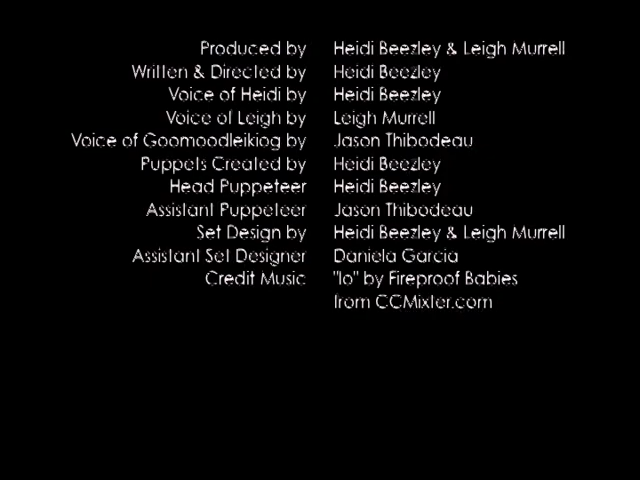 Produced by Heidi Beezley & Leigh Murrell
Written & Directed by Heidi Beezley
Voice of Heidi by Heidi Beezley
Voice of Leigh by Leigh Murrell
Voice of Goomoodleikiog by Jason Thibodeau
Puppets Created by Heidi Beezley
Head Puppeteer Heidi Beezley
Assistant Puppeteer Jason Thibodeau
Set Design by Heidi Beezley & Leigh Murrell
Assistant Set Designer Daniela Garcia
Credit Music "Io" by Fireproof Babies
from CCMixter.com